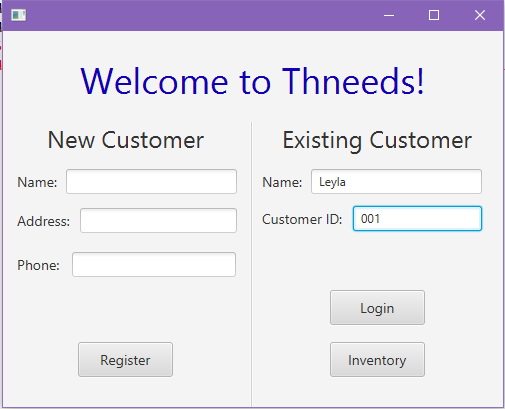 Welcome to Thneeds!
New Customer
Name:
Address:
Phone:
Register
Existing Customer
Name: Leyla
Customer ID: 001
Login
Inventory